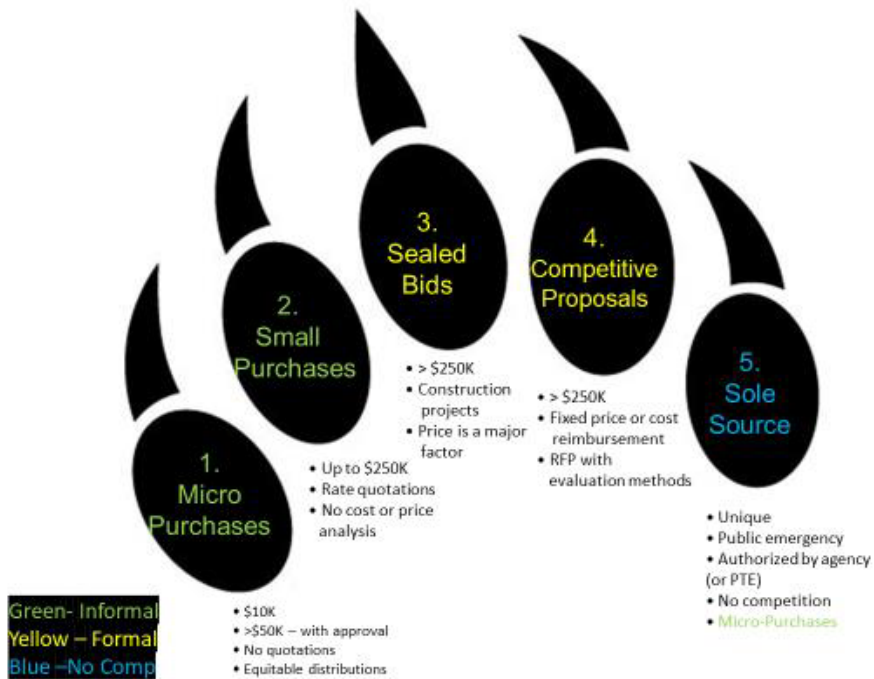 1.
Micro
Purchases
• $10K
• >$50K – with approval
• No quotations
• Equitable distributions
2.
Small
Purchases
• Up to $250K
• Rate quotations
• No cost or price
analysis
3.
Sealed
Bids
• > $250K
• Construction
projects
• Price is a major
factor
4.
Competitive
Proposals
• > $250K
• Fixed price or cost
reimbursement
• RFP with
evaluation methods
5.
Sole
Source
• Unique
• Public emergency
• Authorized by agency
(or PTE)
• No competition
• Micro-Purchases
Green- Informal
Yellow – Formal
Blue –No Comp